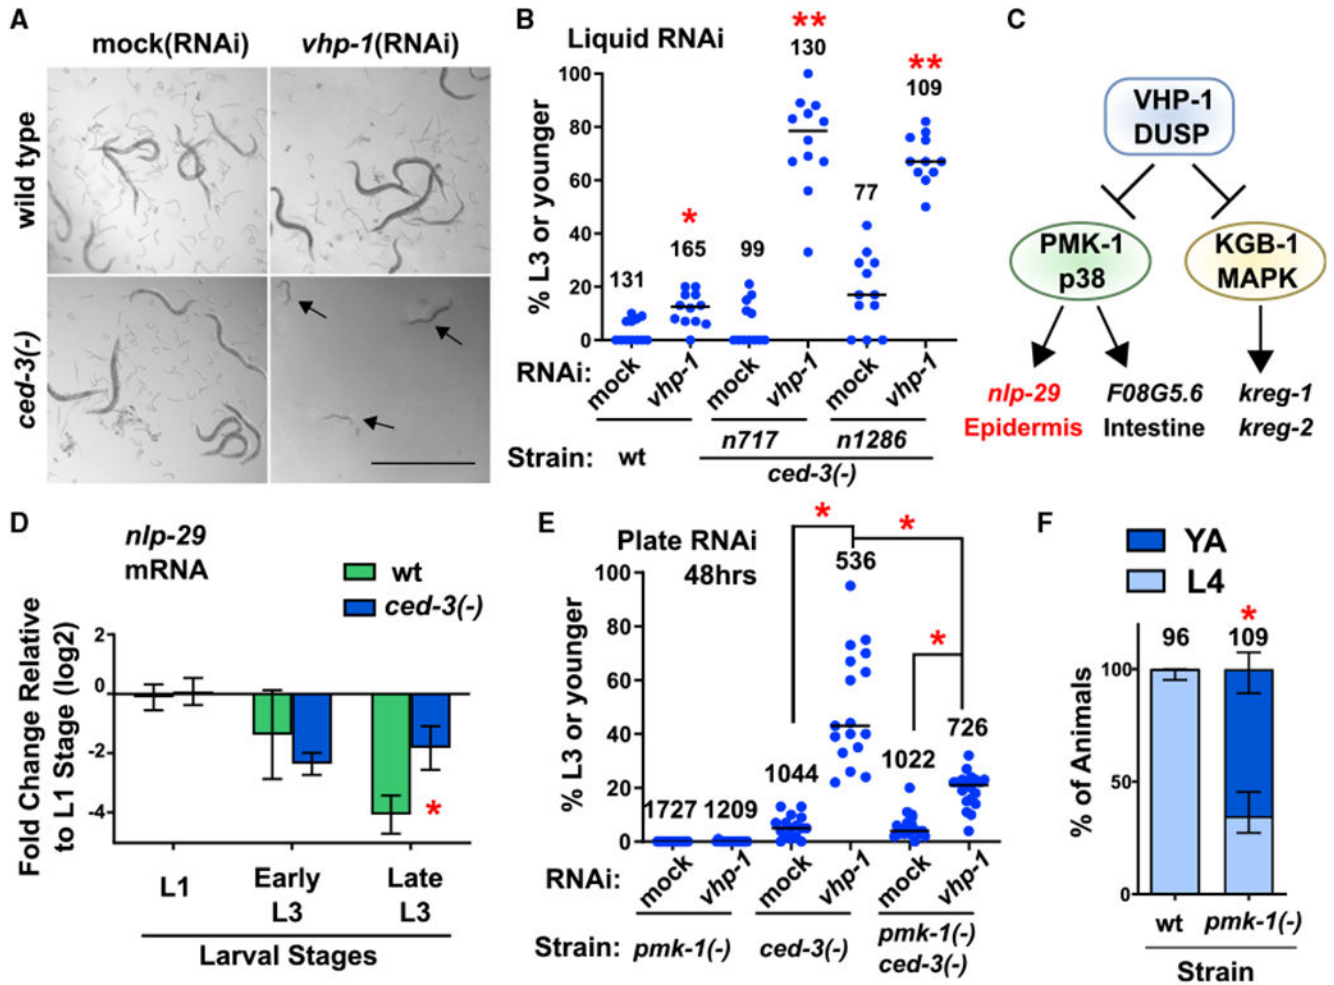 A
mock(RNAi)
vhp-1(RNAi)
wild type
ced-3(-)
B
Liquid RNAi
% L3 or younger
100
80
60
40
20
0
131
*
165
99
**
130
77
**
109
RNAi:
mock
vhp-1
mock
vhp-1
mock
vhp-1
Strain:
wt
n717
n1286
ced-3(-)
C
VHP-1
DUSP
PMK-1
p38
KGB-1
MAPK
nlp-29
Epidermis
F08G5.6
Intestine
kreg-1
kreg-2
D
nlp-29
mRNA
wt
ced-3(-)
Fold Change Relative
to L1 Stage (log2)
2
0
-2
-4
*
L1
Early
L3
Late
L3
Larval Stages
E
Plate RNAi
48hrs
% L3 or younger
100
80
60
40
20
0
1727
1209
1044
536
1022
726
*
*
*
RNAi:
mock
vhp-1
mock
vhp-1
mock
vhp-1
Strain:
pmk-1(-)
ced-3(-)
pmk-1(-)
ced-3(-)
F
YA
L4
% of Animals
100
50
0
96
*
109
wt
pmk-1(-)
Strain